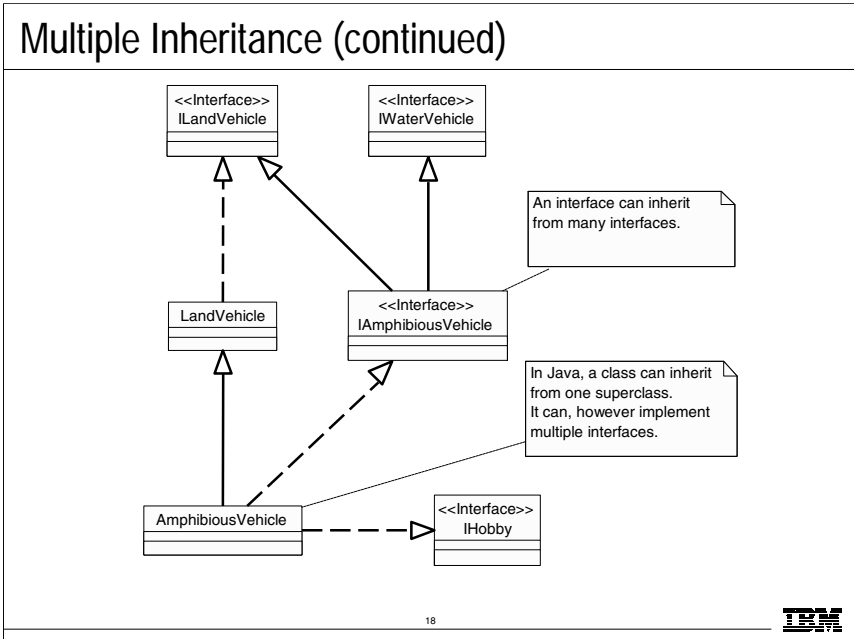 Multiple Inheritance (continued)
<<Interface>>
ILandVehicle
<<Interface>>
IWaterVehicle
An interface can inherit
from many interfaces.
LandVehicle
<<Interface>>
IAmphibiousVehicle
In Java, a class can inherit
from one superclass.
It can, however implement
multiple interfaces.
AmphibiousVehicle
<<Interface>>
IHobby
18
IBM